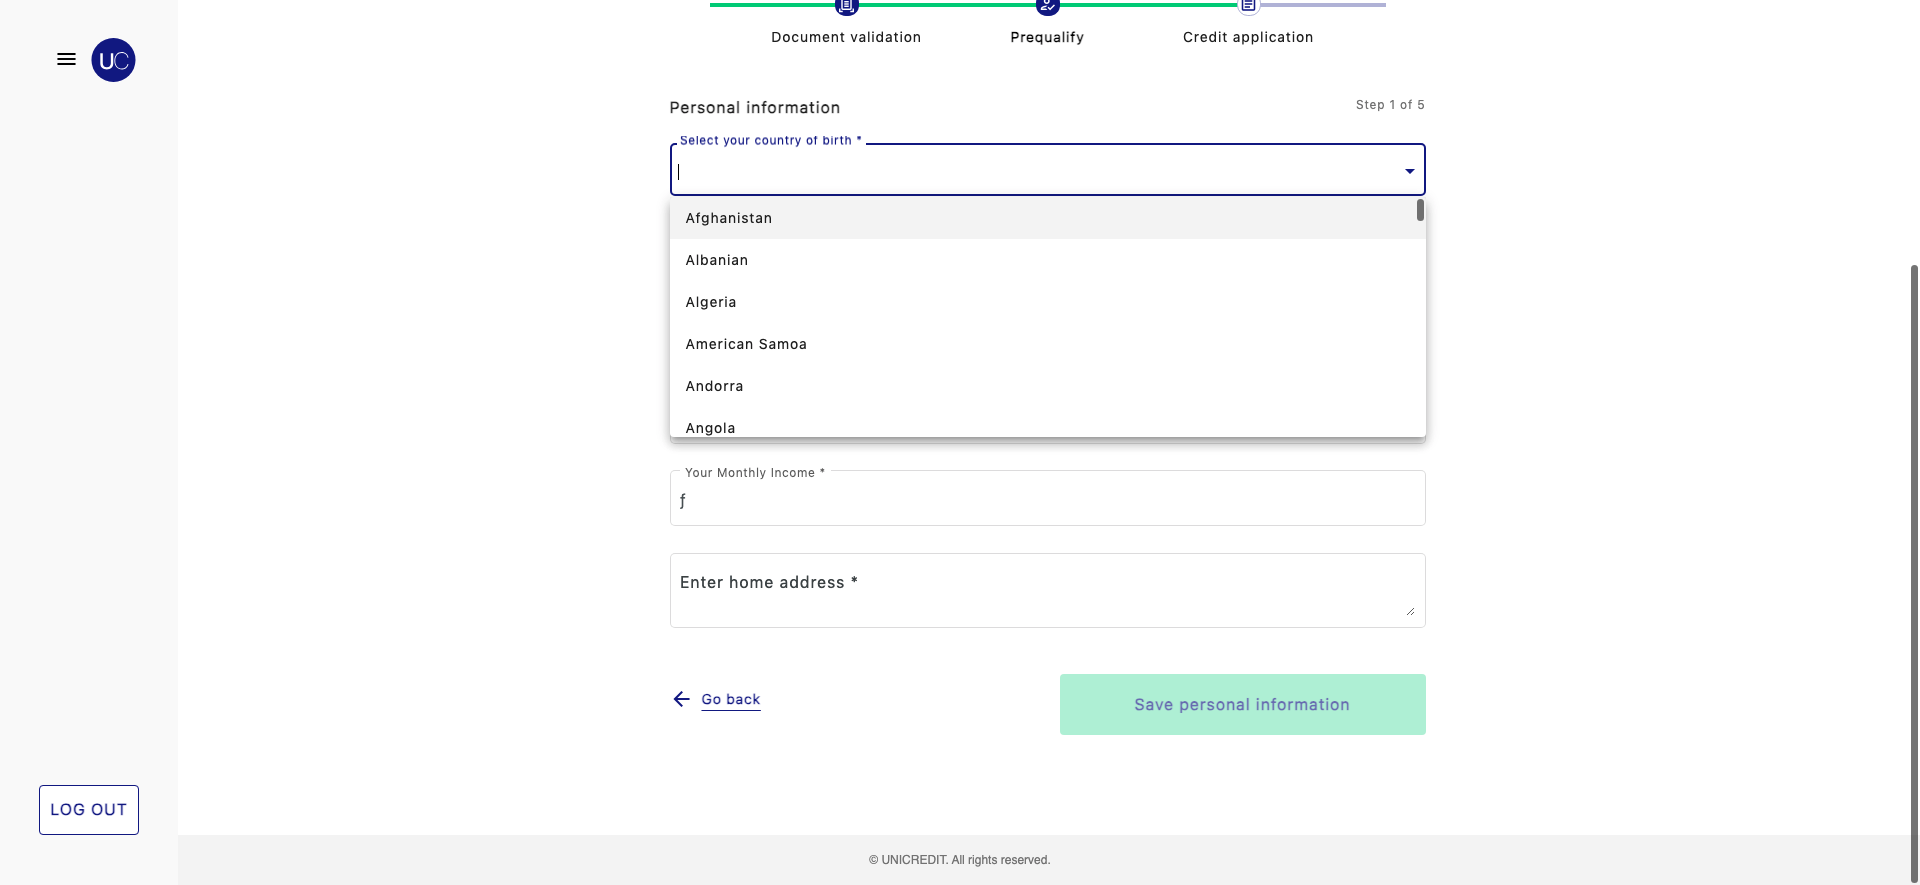 UC
Document validation
Prequalify
Credit application
Personal information
Step 1 of 5
Select your country of birth *
Afghanistan
Albanian
Algeria
American Samoa
Andorra
Angola
Your Monthly Income *
ƒ
Enter home address *
Go back
Save personal information
LOG OUT
© UNICREDIT. All rights reserved.